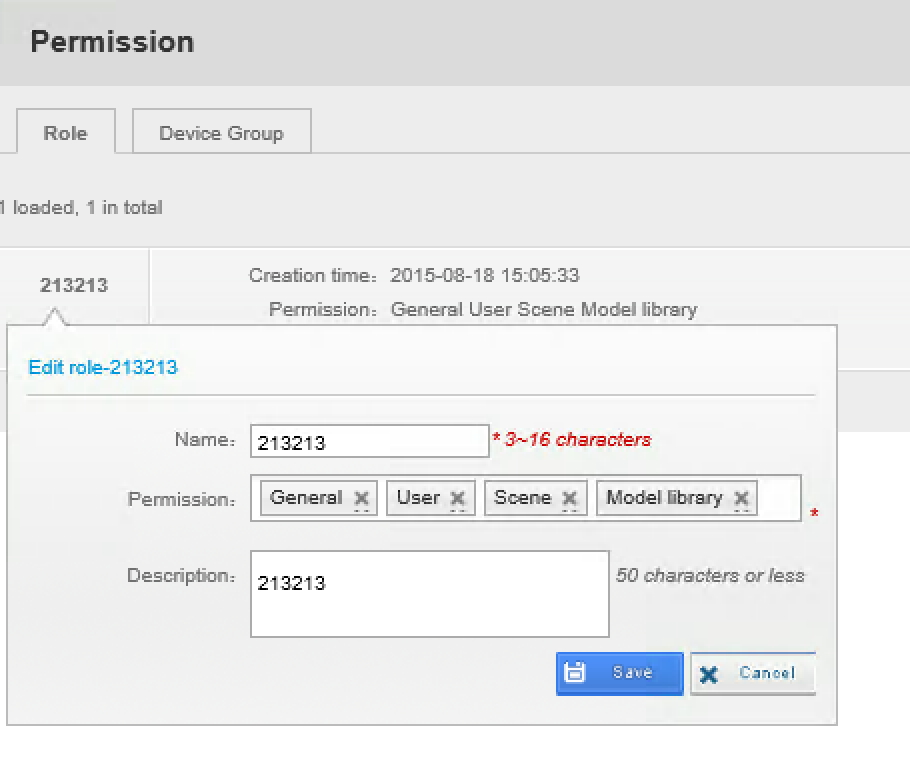 Permission
Role Device Group
1 loaded, 1 in total
213213
Creation time: 2015-08-18 15:05:33
Permission: General User Scene Model library
Edit role-213213
Name: 213213 * 3~16 characters
Permission: General User Scene Model library *
Description: 213213 50 characters or less
Save Cancel